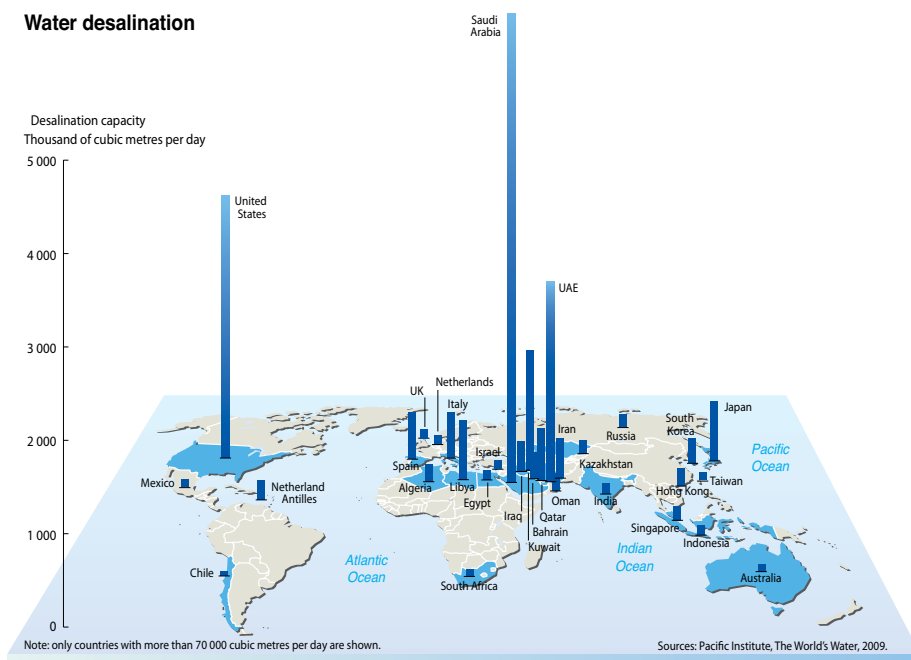 Water desalination
Saudi
Arabia
Desalination capacity
Thousand of cubic metres per day
5 000
4 000
3 000
2 000
1 000
0
United
States
UAE
UK
Netherlands
Italy
Iran
Japan
South
Korea
Russia
Pacific
Ocean
Spain
Israel
Kazakhstan
Mexico
Netherland
Antilles
Algeria
Libya
Egypt
Oman
India
Hong Kong
Taiwan
Iraq
Qatar
Bahrain
Kuwait
Singapore
Indonesia
Atlantic
Ocean
Indian
Ocean
Chile
South Africa
Australia
Note: only countries with more than 70 000 cubic metres per day are shown.
Sources: Pacific Institute, The World's Water, 2009.